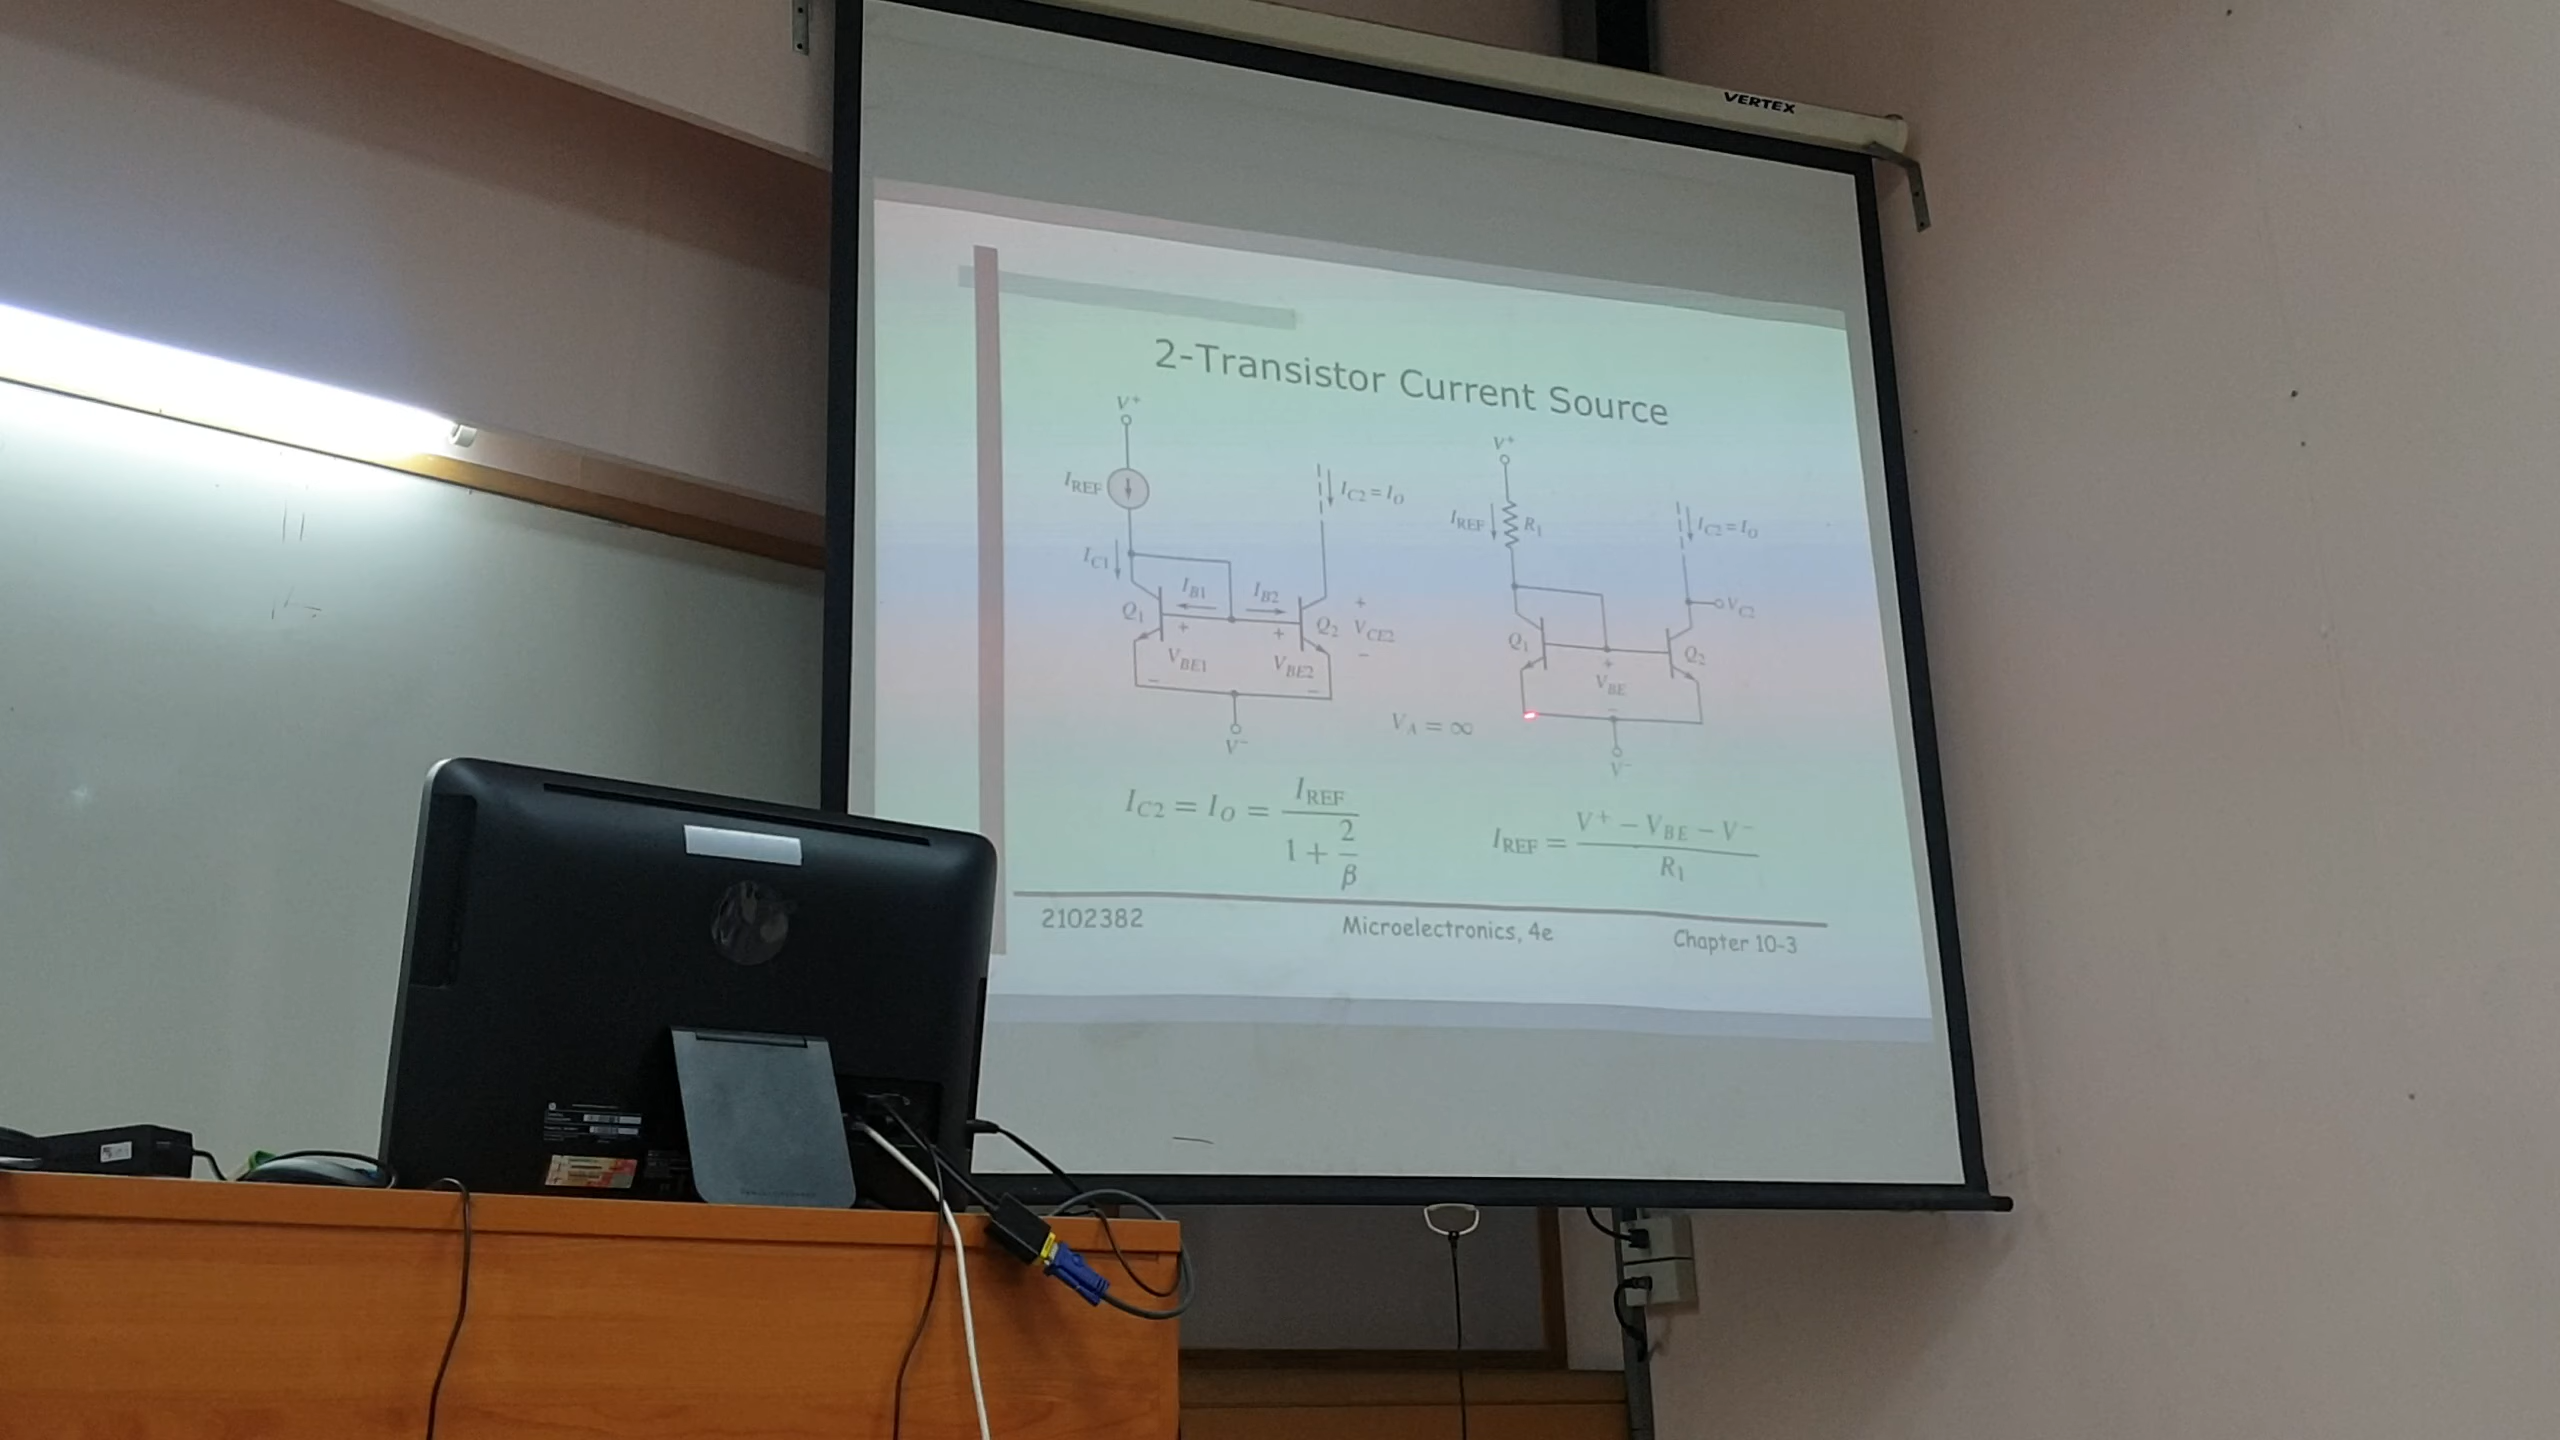 VERTEX
2-Transistor Current Source
V⁺
I_REF
I_C1
I_C2 = I_O
I_B1
I_B2
Q₁
+
+
Q₂
+
V_CE2
−
V_BE1
V_BE2
−
−
V⁻
V_A = ∞
V⁺
I_REF
R₁
I_C2 = I_O
V_C2
Q₁
Q₂
+
V_BE
−
V⁻
I_C2 = I_O = I_REF / (1 + 2/β)
I_REF = (V⁺ − V_BE − V⁻) / R₁
2102382
Microelectronics, 4e
Chapter 10-3